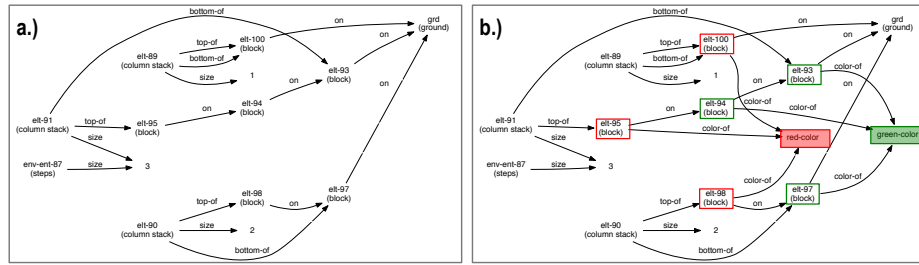 a.)
bottom-of
on
grd
(ground)
elt-100
(block)
top-of
on
elt-89
(column stack)
bottom-of
elt-93
(block)
size
1
on
on
elt-94
(block)
elt-91
(column stack)
top-of
elt-95
(block)
on
size
env-ent-87
(steps)
size
3
elt-98
(block)
elt-97
(block)
top-of
on
elt-90
(column stack)
size
2
bottom-of
b.)
bottom-of
on
grd
(ground)
elt-100
(block)
top-of
on
elt-89
(column stack)
bottom-of
elt-93
(block)
color-of
size
1
on
on
elt-94
(block)
color-of
elt-91
(column stack)
top-of
elt-95
(block)
on
color-of
color-of
red-color
green-color
size
env-ent-87
(steps)
size
3
color-of
color-of
elt-98
(block)
elt-97
(block)
top-of
on
elt-90
(column stack)
size
2
bottom-of